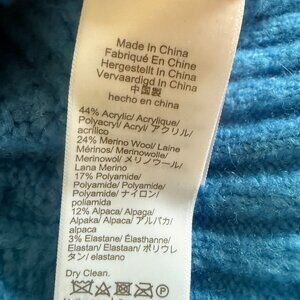 Made In China
Fabriqué En Chine
Hergestellt In China
Vervaardigd In China
中国製
hecho en china
44% Acrylic/ Acrylique/
Polyacryl/ Acryl/ アクリル/
acrílico
24% Merino Wool/ Laine
Mérinos/ Merinowolle/
Merinowol/ メリノウール/
Lana Merino
17% Polyamide/
Polyamide/ Polyamid/
Polyamide/ ナイロン/
poliamida
12% Alpaca/ Alpaga/
Alpaka/ Alpaca/ アルパカ/
alpaca
3% Elastane/ Élasthanne/
Elastan/ Elastaan/ ポリウレ
タン/ elastano
Dry Clean.